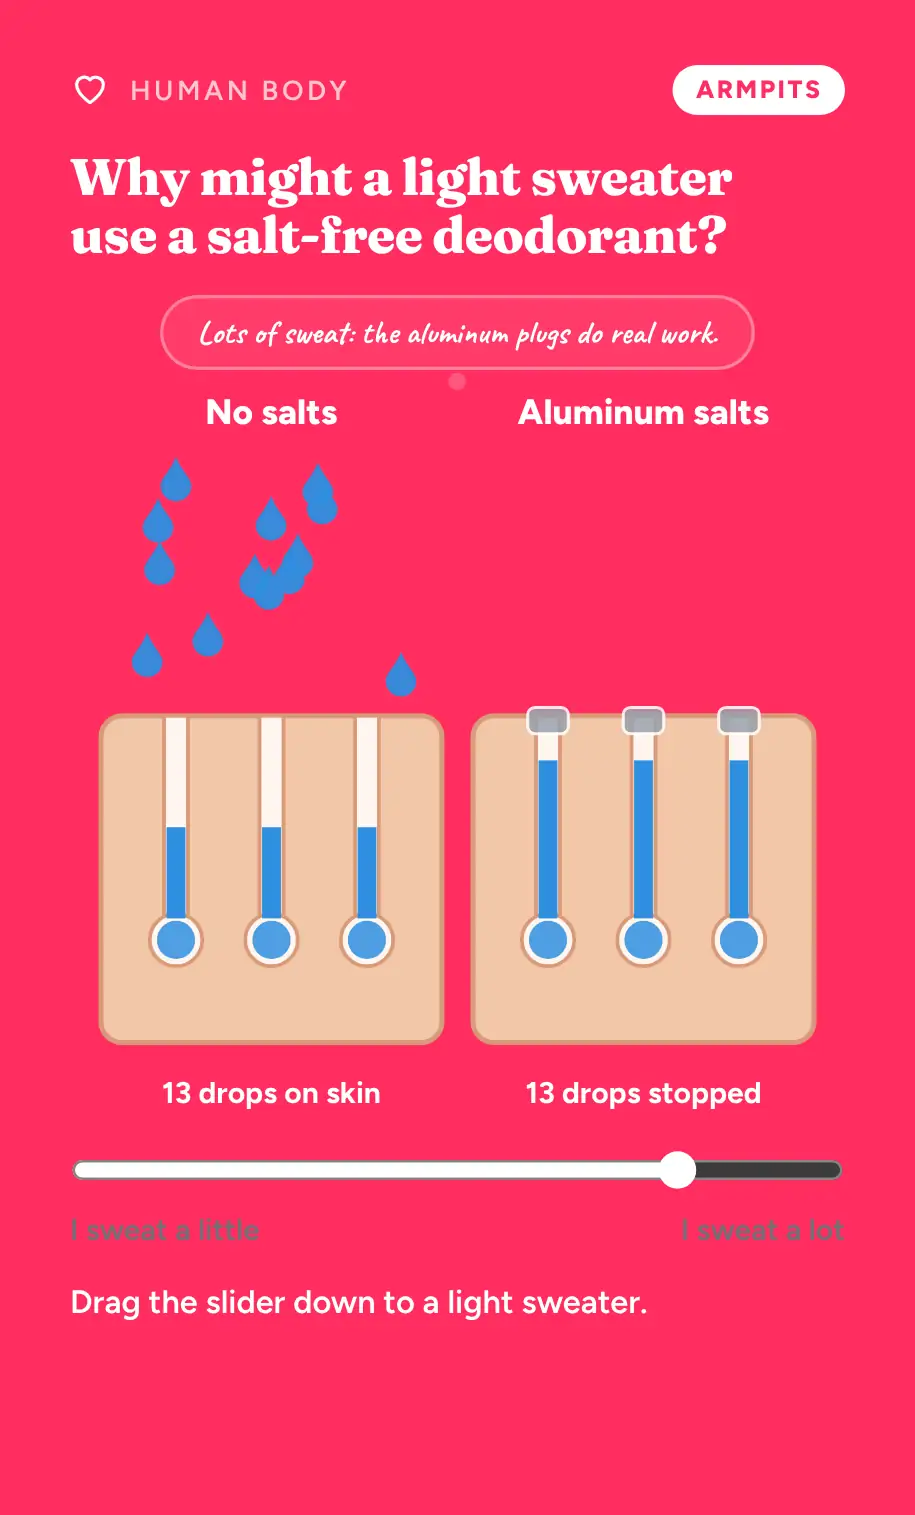 HUMAN BODY
ARMPITS
Why might a light sweater
use a salt-free deodorant?
Lots of sweat: the aluminum plugs do real work.
No salts
Aluminum salts
13 drops on skin
13 drops stopped
I sweat a little
I sweat a lot
Drag the slider down to a light sweater.